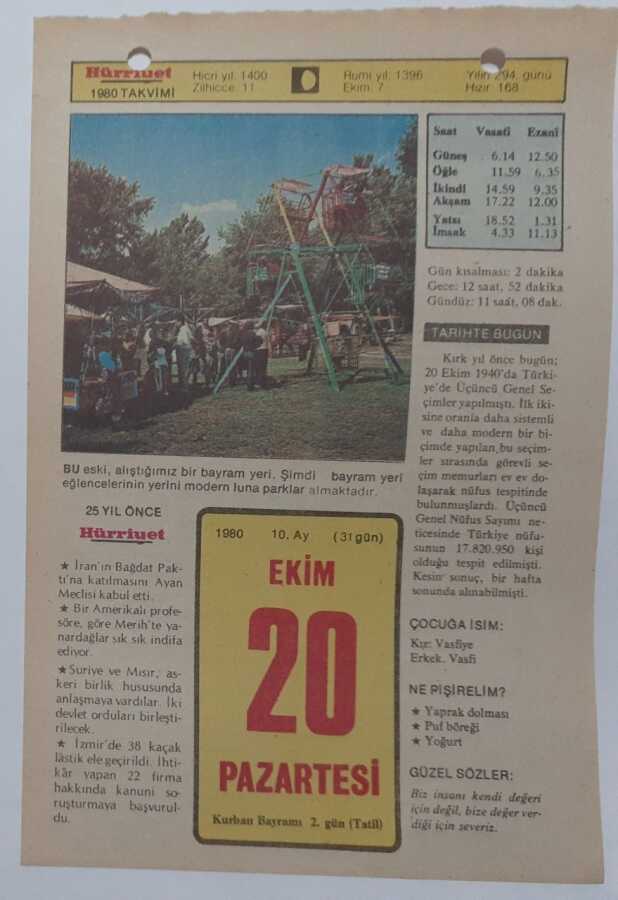 Hürriyet
1980 TAKVİMİ
Hicri yıl: 1400
Zilhicce: 11
Rumi yıl: 1396
Ekim: 7
Yılın 294. günü
Hızır 168
Saat Vasati Ezani
Güneş 6.14 12.50
Öğle 11.59 6.35
İkindi 14.59 9.35
Akşam 17.22 12.00
Yatsı 18.52 1.31
İmsak 4.33 11.13
Gün kısalması: 2 dakika
Gece: 12 saat, 52 dakika
Gündüz: 11 saat, 08 dak.
TARİHTE BUGÜN
Kırk yıl önce bugün;
20 Ekim 1940'da Türki-
ye'de Üçüncü Genel Se-
çimler yapılmıştı. İlk iki-
sine oranla daha sistemli
ve daha modern bir bi-
çimde yapılan bu seçim-
ler sırasında görevli se-
çim memurları ev ev do-
laşarak nüfus tespitinde
bulunmuşlardı. Üçüncü
Genel Nüfus Sayımı ne-
ticesinde Türkiye nüfu-
sunun 17.820.950 kişi
olduğu tespit edilmişti.
Kesin sonuç, bir hafta
sonunda alınabilmişti.
BU eski, alıştığımız bir bayram yeri. Şimdi bayram yeri
eğlencelerinin yerini modern luna parklar almaktadır.
25 YIL ÖNCE
Hürriyet
★ İran'ın Bağdat Pak-
tı'na katılmasını Ayan
Meclisi kabul etti.
★ Bir Amerikalı profe-
söre, göre Merih'te ya-
nardağlar sık sık indifa
ediyor.
★ Suriye ve Mısır, as-
keri birlik hususunda
anlaşmaya vardılar. İki
devlet orduları birleşti-
rilecek.
★ İzmir'de 38 kaçak
lâstik ele geçirildi. İhti-
kâr yapan 22 firma
hakkında kanuni so-
ruşturmaya başvurul-
du.
1980 10. Ay (31 gün)
EKİM
20
PAZARTESİ
Kurban Bayramı 2. gün (Tatil)
ÇOCUĞA İSİM:
Kız: Vasfiye
Erkek. Vasfi
NE PİŞİRELİM?
★ Yaprak dolması
★ Puf böreği
★ Yoğurt
GÜZEL SÖZLER:
Biz insanı kendi değeri
için değil, bize değer ver-
diği için severiz.